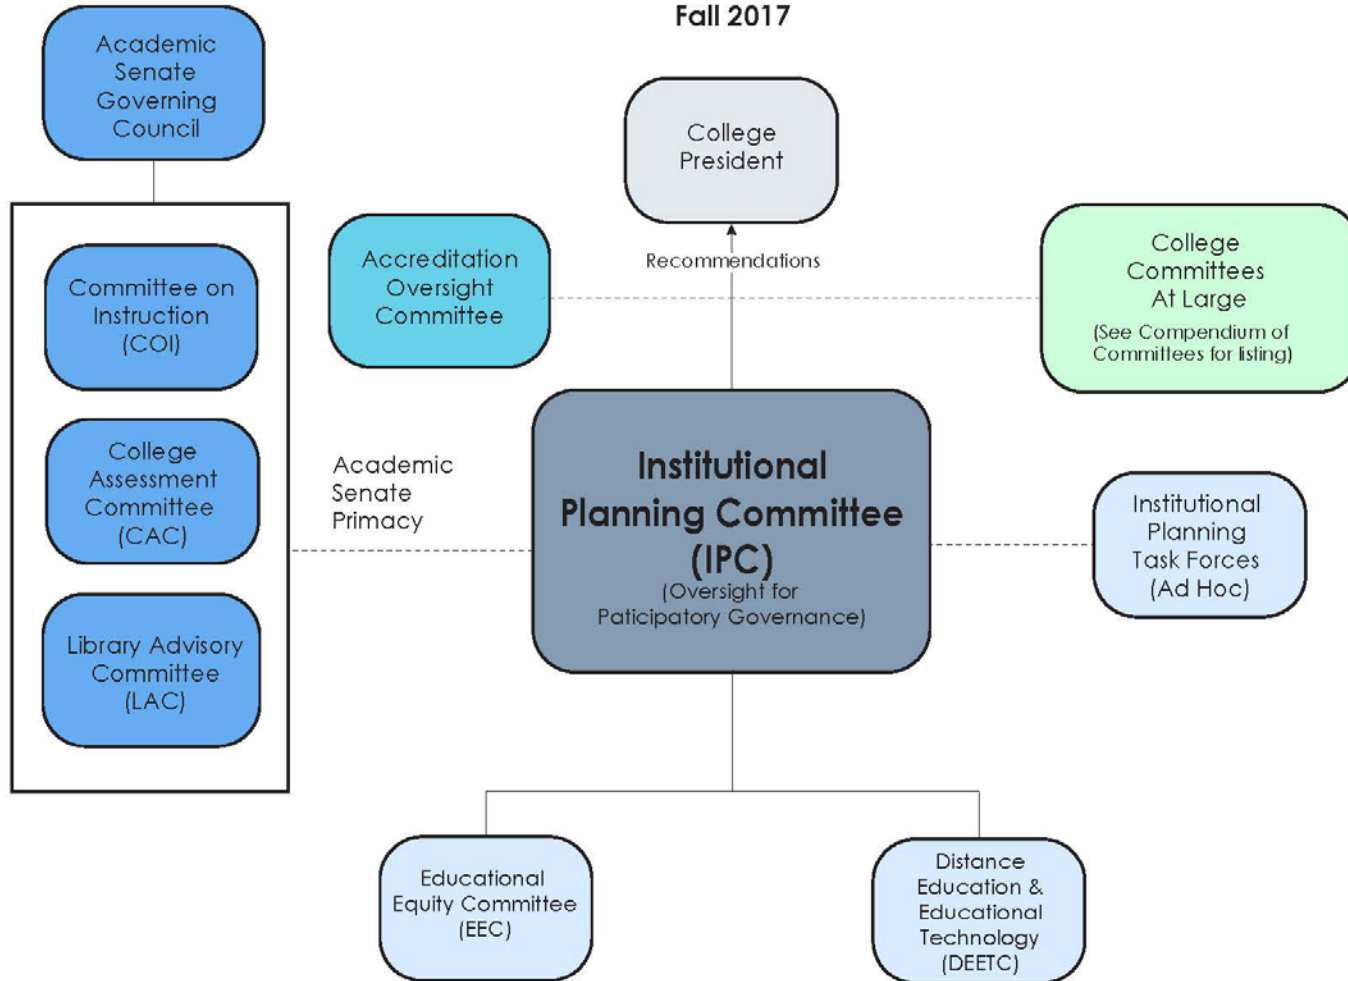 Fall 2017
Academic
Senate
Governing
Council
College
President
Recommendations
Accreditation
Oversight
Committee
College
Committees
At Large
(See Compendium of
Committees for listing)
Committee on
Instruction
(COI)
College
Assessment
Committee
(CAC)
Library Advisory
Committee
(LAC)
Academic
Senate
Primacy
Institutional
Planning Committee
(IPC)
(Oversight for
Paticipatory Governance)
Institutional
Planning
Task Forces
(Ad Hoc)
Educational
Equity Committee
(EEC)
Distance
Education &
Educational
Technology
(DEETC)